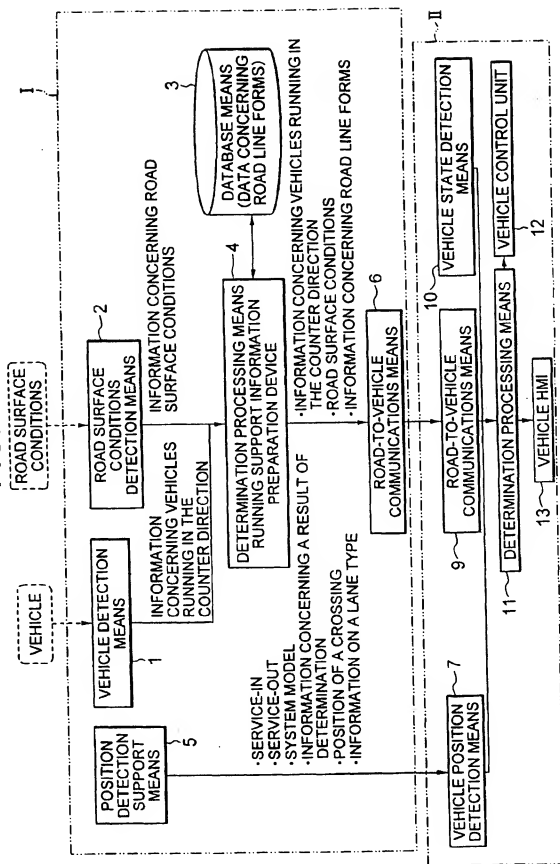 VEHICLE
ROAD SURFACE
CONDITIONS
I
VEHICLE DETECTION
MEANS
1
ROAD SURFACE
CONDITIONS
DETECTION MEANS
2
POSITION
DETECTION
SUPPORT
MEANS
5
INFORMATION
CONCERNING VEHICLES
RUNNING IN THE
COUNTER DIRECTION
INFORMATION CONCERNING ROAD
SURFACE CONDITIONS
DATABASE MEANS
(DATA CONCERNING
ROAD LINE FORMS)
3
DETERMINATION PROCESSING MEANS
RUNNING SUPPORT INFORMATION
PREPARATION DEVICE
4
•SERVICE-IN
•SERVICE-OUT
•SYSTEM MODEL
•INFORMATION CONCERNING A RESULT OF
DETERMINATION
•POSITION OF A CROSSING
•INFORMATION ON A LANE TYPE
•INFORMATION CONCERNING VEHICLES RUNNING IN
THE COUNTER DIRECTION
•ROAD SURFACE CONDITIONS
•INFORMATION CONCERNING ROAD LINE FORMS
ROAD-TO-VEHICLE
COMMUNICATIONS MEANS
6
II
VEHICLE POSITION
DETECTION MEANS
7
ROAD-TO-VEHICLE
COMMUNICATIONS MEANS
9
VEHICLE STATE DETECTION
MEANS
10
DETERMINATION PROCESSING MEANS
11
VEHICLE CONTROL UNIT
12
VEHICLE HMI
13